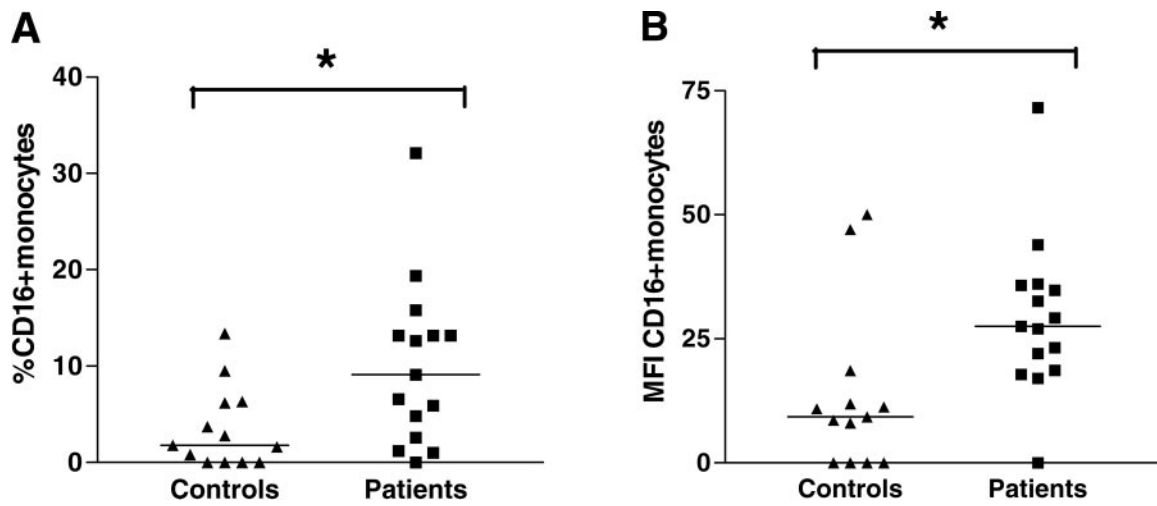 A
*
40
30
20
10
0
%CD16+monocytes
Controls Patients
B
*
75
50
25
0
MFI CD16+monocytes
Controls Patients